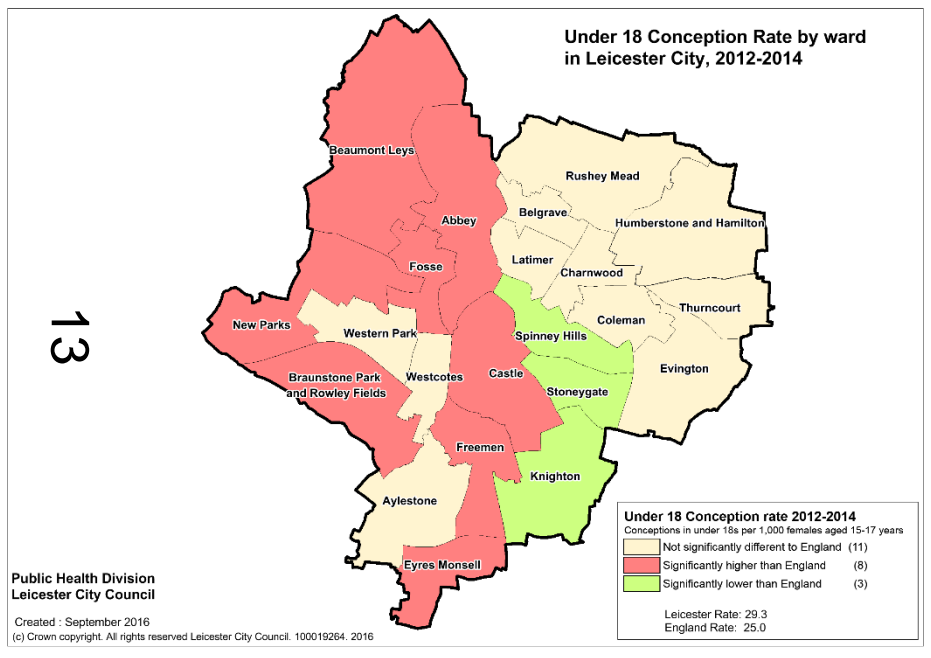 Under 18 Conception Rate by ward
in Leicester City, 2012-2014
Beaumont Leys
Rushey Mead
Abbey
Belgrave
Humberstone and Hamilton
Latimer
Fosse
Charnwood
Thurncourt
New Parks
Western Park
Coleman
Spinney Hills
13
Evington
Castle
Westcotes
Braunstone Park
and Rowley Fields
Stoneygate
Freemen
Knighton
Aylestone
Eyres Monsell
Under 18 Conception rate 2012-2014
Conceptions in under 18s per 1,000 females aged 15-17 years
Not significantly different to England (11)
Significantly higher than England (8)
Significantly lower than England (3)
Leicester Rate: 29.3
England Rate: 25.0
Public Health Division
Leicester City Council
Created : September 2016
(c) Crown copyright. All rights reserved Leicester City Council. 100019264. 2016